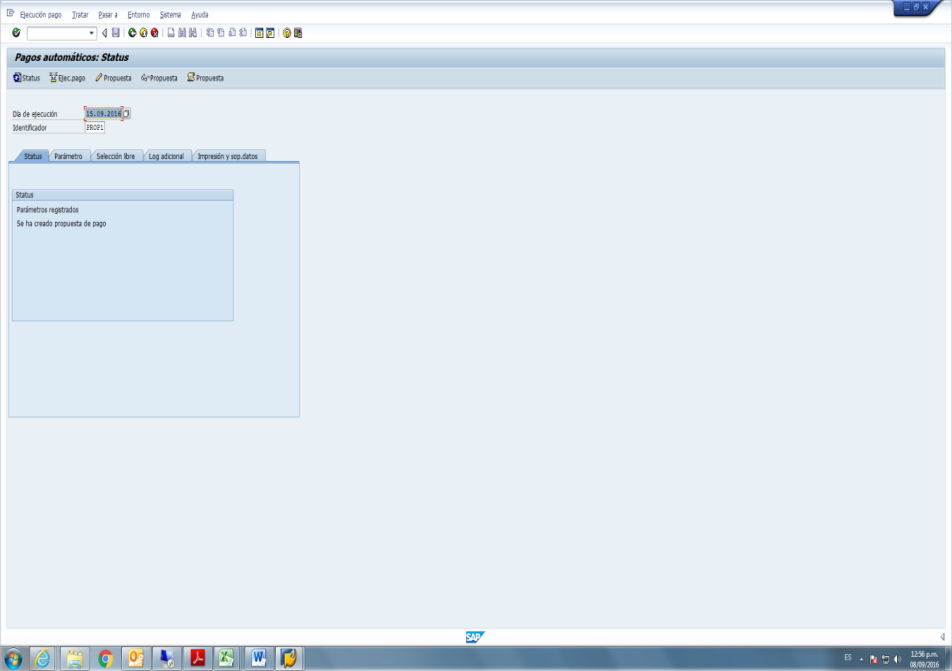 Ejecución pago Tratar Pasar a Entorno Sistema Ayuda
Pagos automáticos: Status
Status Ejec.pago Propuesta Propuesta Propuesta
Día de ejecución 15.09.2016
Identificador PROP1
Status Parámetro Selección libre Log adicional Impresión y sop.datos
Status
Parámetros registrados
Se ha creado propuesta de pago
SAP
ES 12:56 p.m.
08/09/2016